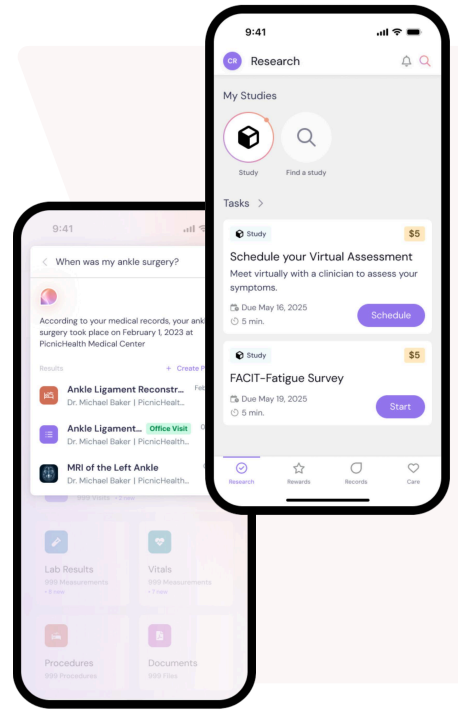 9:41
CR Research
My Studies
Study Find a study
Tasks >
Study $5
Schedule your Virtual Assessment
Meet virtually with a clinician to assess your
symptoms.
Due May 16, 2025
5 min.
Schedule
Study $5
FACIT-Fatigue Survey
Due May 19, 2025
5 min.
Start
Research Rewards Records Care
9:41
When was my ankle surgery?
According to your medical records, your ank
surgery took place on February 1, 2023 at
PicnicHealth Medical Center
Results + Create P
Ankle Ligament Reconstr... Feb
Dr. Michael Baker | PicnicHealt...
Ankle Ligament... Office Visit
Dr. Michael Baker | PicnicHealth...
MRI of the Left Ankle
Dr. Michael Baker | PicnicHealth...
999 Visits
Lab Results Vitals
999 Measurements 999 Measurements
Procedures Documents
999 Procedures 999 Files